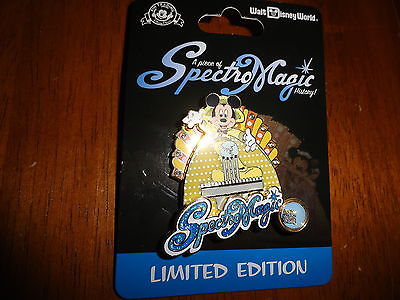 Walt Disney World
A piece of
SpectroMagic
History!
SpectroMagic
LIMITED EDITION